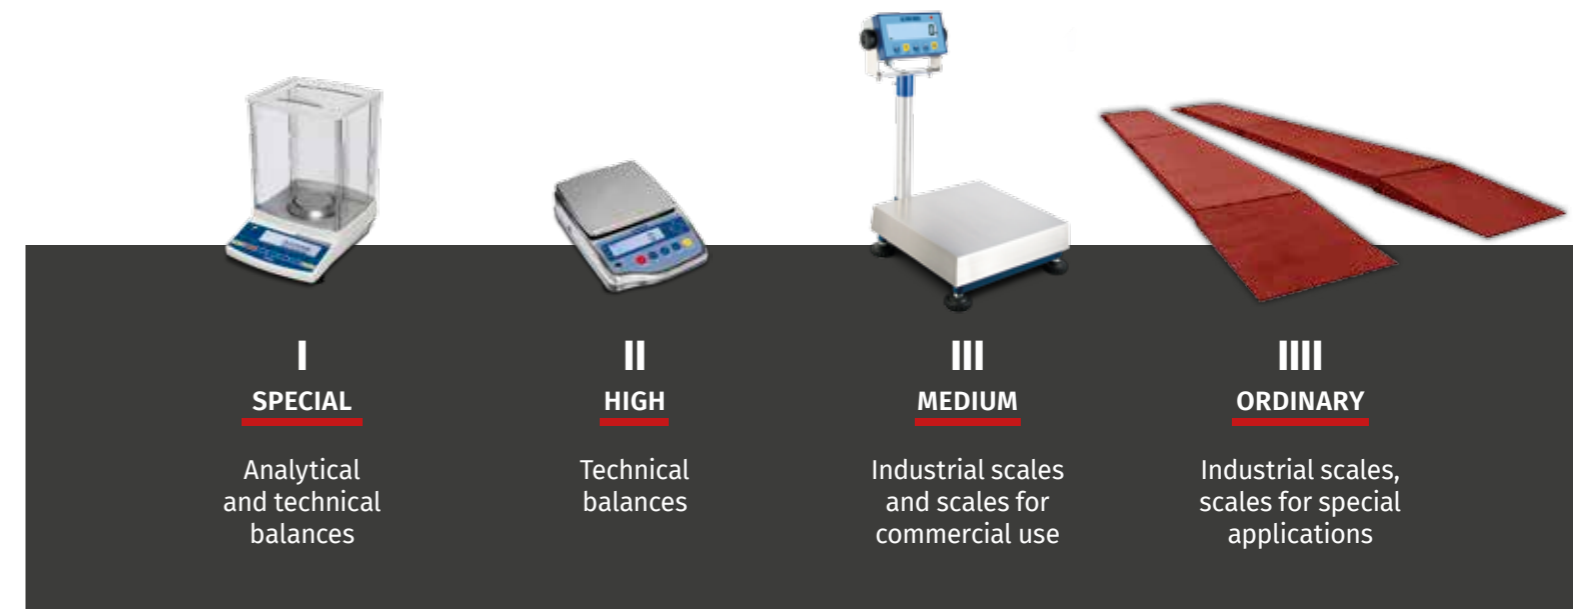 I
SPECIAL
Analytical
and technical
balances
II
HIGH
Technical
balances
III
MEDIUM
Industrial scales
and scales for
commercial use
IIII
ORDINARY
Industrial scales,
scales for special
applications